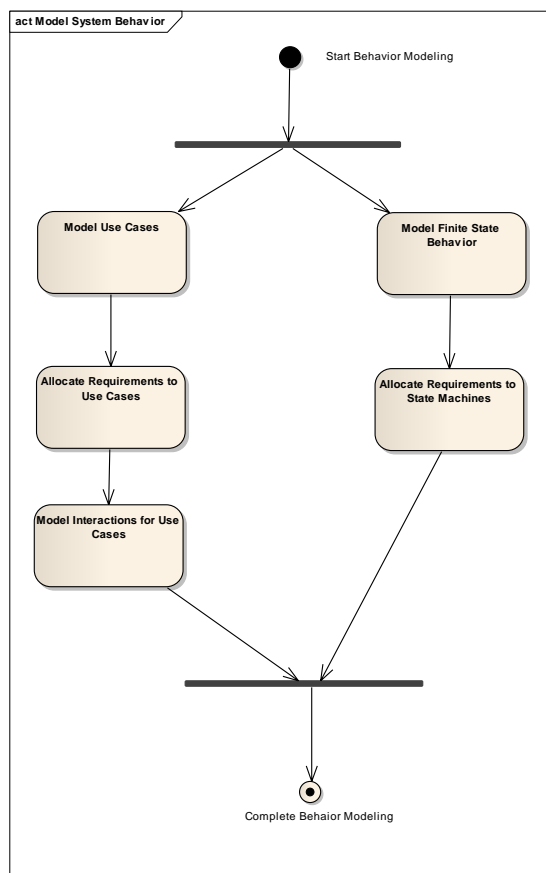 act Model System Behavior
Start Behavior Modeling
Model Use Cases
Model Finite State
Behavior
Allocate Requirements to
Use Cases
Allocate Requirements to
State Machines
Model Interactions for Use
Cases
Complete Behaior Modeling